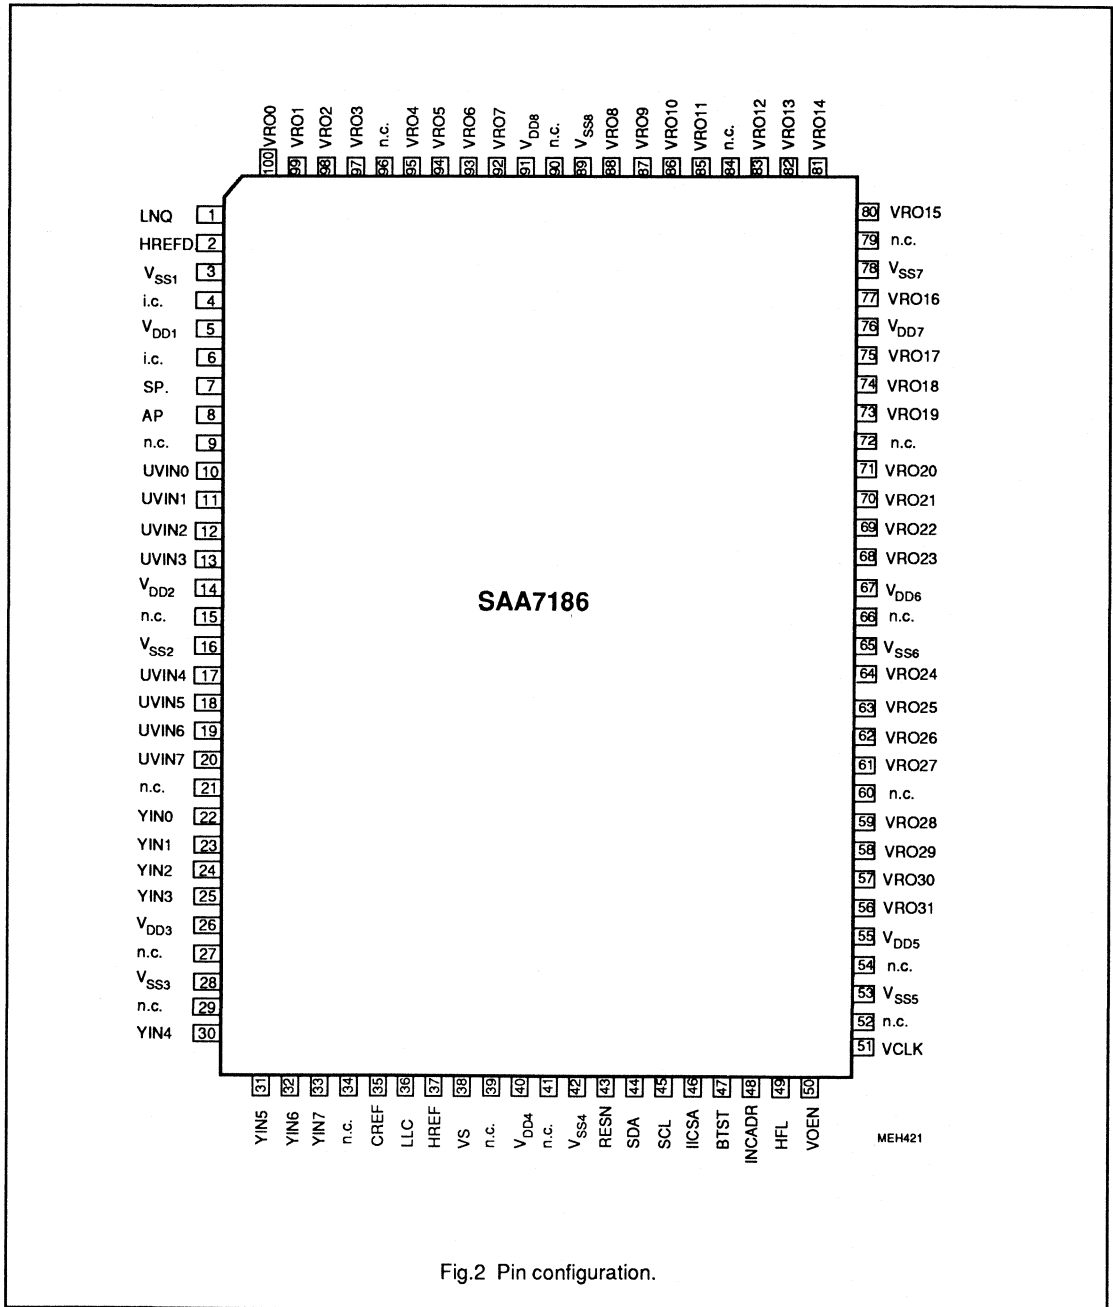 100 VRO0
99 VRO1
98 VRO2
97 VRO3
96 n.c.
95 VRO4
94 VRO5
93 VRO6
92 VRO7
91 VDD8
90 n.c.
89 VSS8
88 VRO8
87 VRO9
86 VRO10
85 VRO11
84 n.c.
83 VRO12
82 VRO13
81 VRO14
LNQ 1
HREFD 2
VSS1 3
i.c. 4
VDD1 5
i.c. 6
SP. 7
AP 8
n.c. 9
UVIN0 10
UVIN1 11
UVIN2 12
UVIN3 13
VDD2 14
n.c. 15
VSS2 16
UVIN4 17
UVIN5 18
UVIN6 19
UVIN7 20
n.c. 21
YIN0 22
YIN1 23
YIN2 24
YIN3 25
VDD3 26
n.c. 27
VSS3 28
n.c. 29
YIN4 30
SAA7186
80 VRO15
79 n.c.
78 VSS7
77 VRO16
76 VDD7
75 VRO17
74 VRO18
73 VRO19
72 n.c.
71 VRO20
70 VRO21
69 VRO22
68 VRO23
67 VDD6
66 n.c.
65 VSS6
64 VRO24
63 VRO25
62 VRO26
61 VRO27
60 n.c.
59 VRO28
58 VRO29
57 VRO30
56 VRO31
55 VDD5
54 n.c.
53 VSS5
52 n.c.
51 VCLK
31 YIN5
32 YIN6
33 YIN7
34 n.c.
35 CREF
36 LLC
37 HREF
38 VS
39 n.c.
40 VDD4
41 n.c.
42 VSS4
43 RESN
44 SDA
45 SCL
46 IICSA
47 BTST
48 INCADR
49 HFL
50 VOEN
MEH421
Fig.2 Pin configuration.